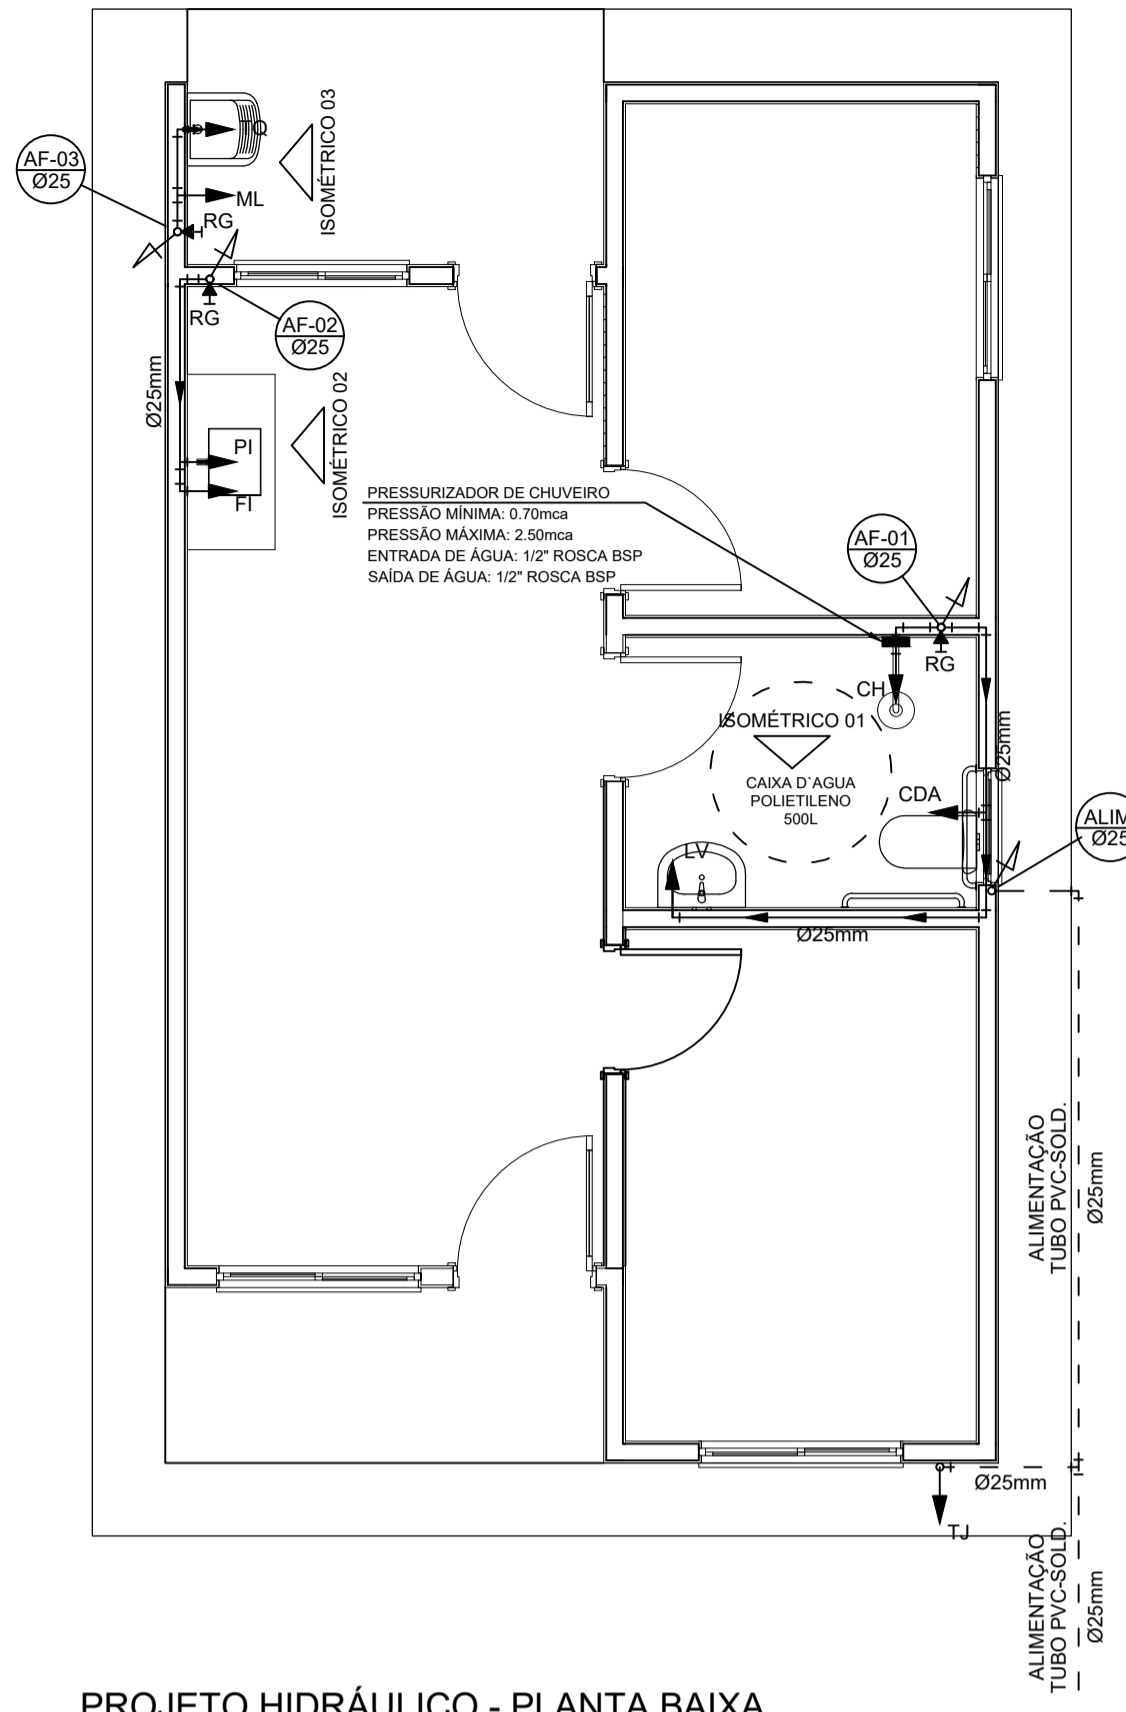 AF-03
Ø25
Q
ISOMÉTRICO 03
ML
RG
RG
AF-02
Ø25
Ø25mm
ISOMÉTRICO 02
PI
FI
PRESSURIZADOR DE CHUVEIRO
PRESSÃO MÍNIMA: 0.70mca
PRESSÃO MÁXIMA: 2.50mca
ENTRADA DE ÁGUA: 1/2" ROSCA BSP
SAÍDA DE ÁGUA: 1/2" ROSCA BSP
AF-01
Ø25
RG
CH
ISOMÉTRICO 01
Ø25mm
CAIXA D`AGUA
POLIETILENO
500L
CDA
ALIM
Ø25
LV
Ø25mm
ALIMENTAÇÃO
TUBO PVC-SOLD.
Ø25mm
Ø25mm
TJ
ALIMENTAÇÃO
TUBO PVC-SOLD.
Ø25mm
PROJETO HIDRÁULICO - PLANTA BAIXA